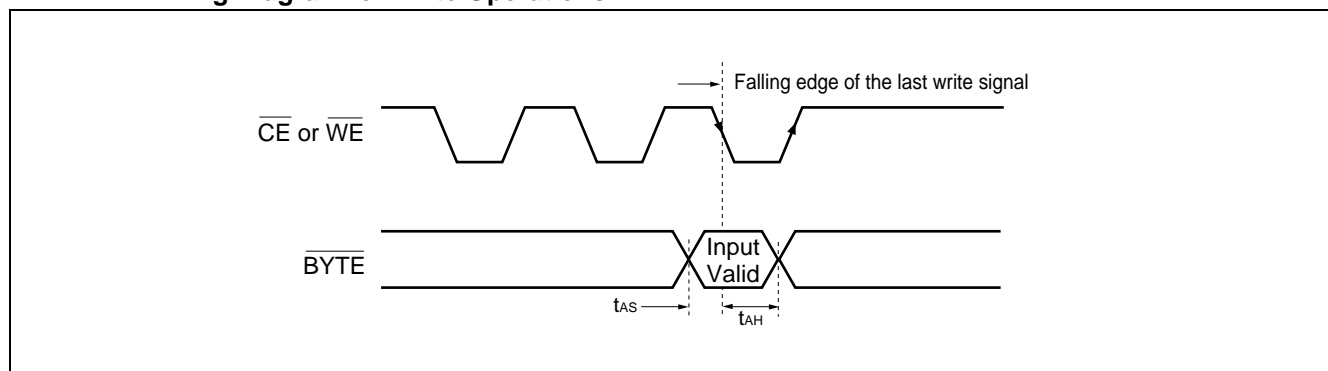 Falling edge of the last write signal
CE or WE
BYTE
Input
Valid
tAS
tAH